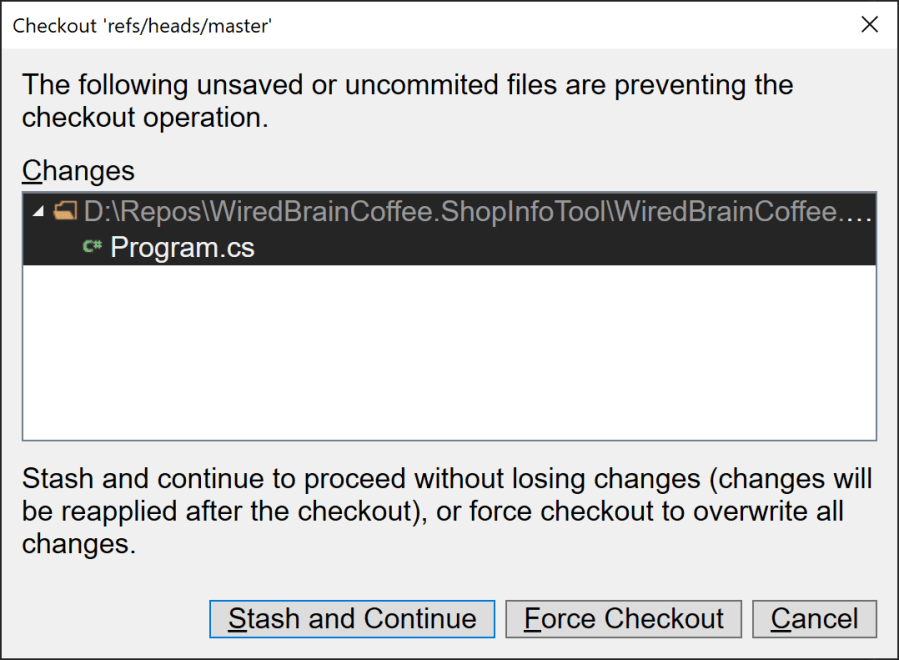 Checkout 'refs/heads/master'
The following unsaved or uncommited files are preventing the
checkout operation.
Changes
D:\Repos\WiredBrainCoffee.ShopInfoTool\WiredBrainCoffee....
C# Program.cs
Stash and continue to proceed without losing changes (changes will
be reapplied after the checkout), or force checkout to overwrite all
changes.
Stash and Continue Force Checkout Cancel